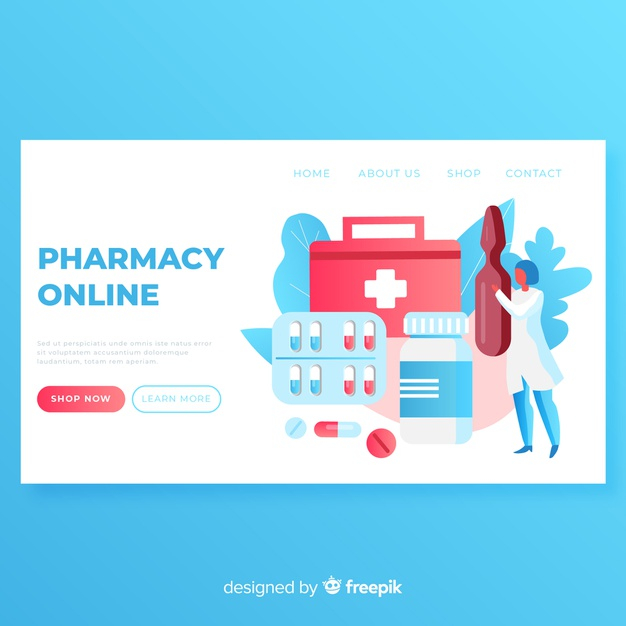 HOME ABOUT US SHOP CONTACT
PHARMACY
ONLINE
Sed ut perspiciatis unde omnis iste natus error
sit voluptatem accusantium doloremque
laudantium, totam rem aperiam.
SHOP NOW LEARN MORE
designed by freepik